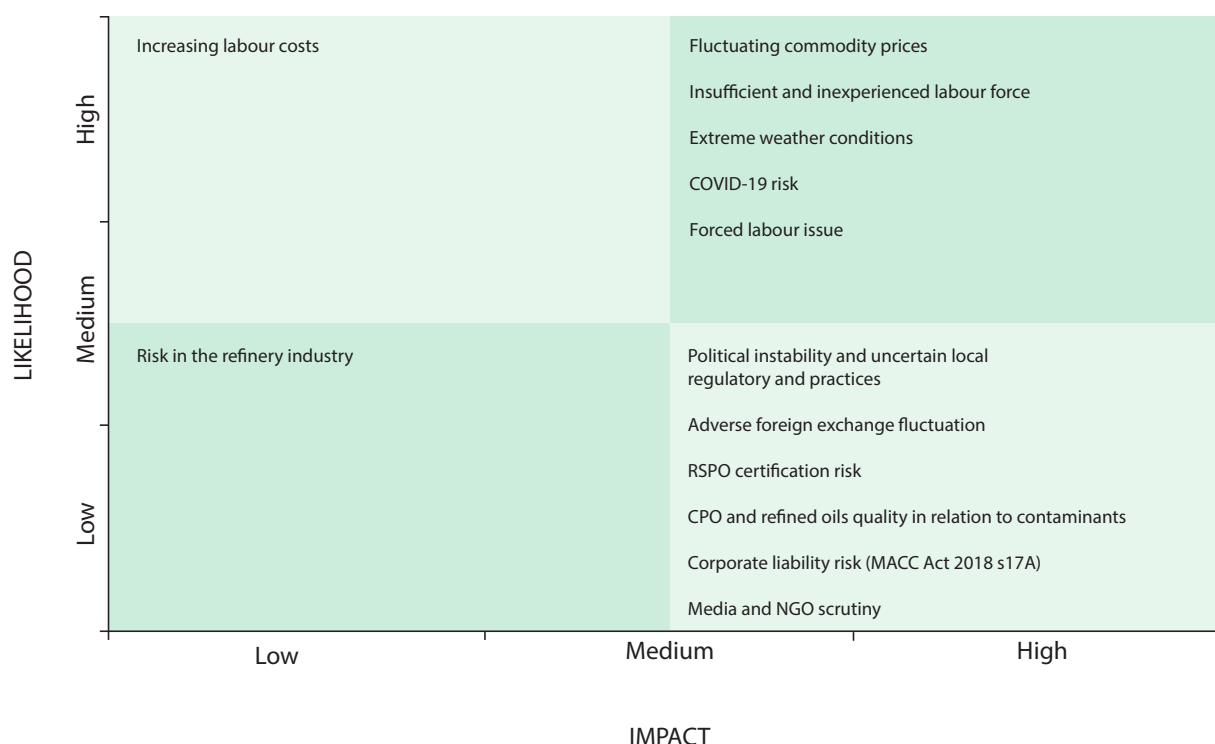 Increasing labour costs
Fluctuating commodity prices
Insufficient and inexperienced labour force
Extreme weather conditions
COVID-19 risk
Forced labour issue
Risk in the refinery industry
Political instability and uncertain local
regulatory and practices
Adverse foreign exchange fluctuation
RSPO certification risk
CPO and refined oils quality in relation to contaminants
Corporate liability risk (MACC Act 2018 s17A)
Media and NGO scrutiny
LIKELIHOOD
High
Medium
Low
Low
Medium
High
IMPACT